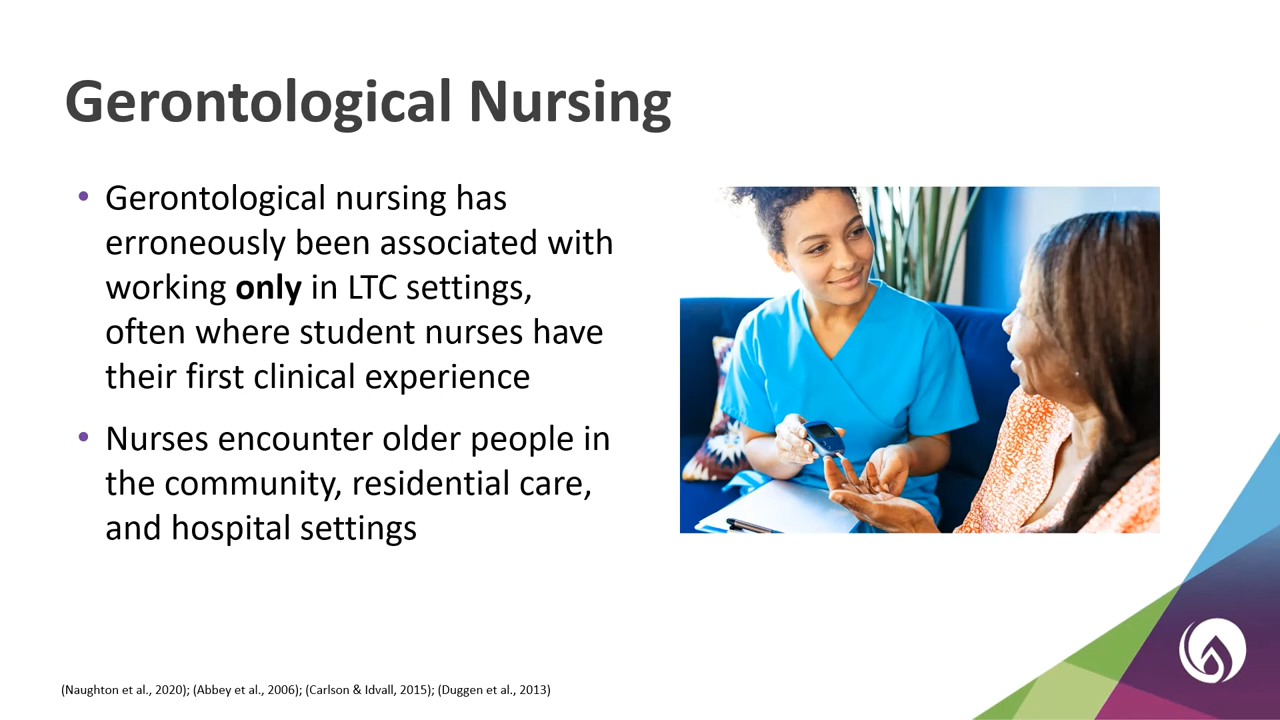 Gerontological Nursing
• Gerontological nursing has
erroneously been associated with
working only in LTC settings,
often where student nurses have
their first clinical experience
• Nurses encounter older people in
the community, residential care,
and hospital settings
(Naughton et al., 2020); (Abbey et al., 2006); (Carlson & Idvall, 2015); (Duggen et al., 2013)